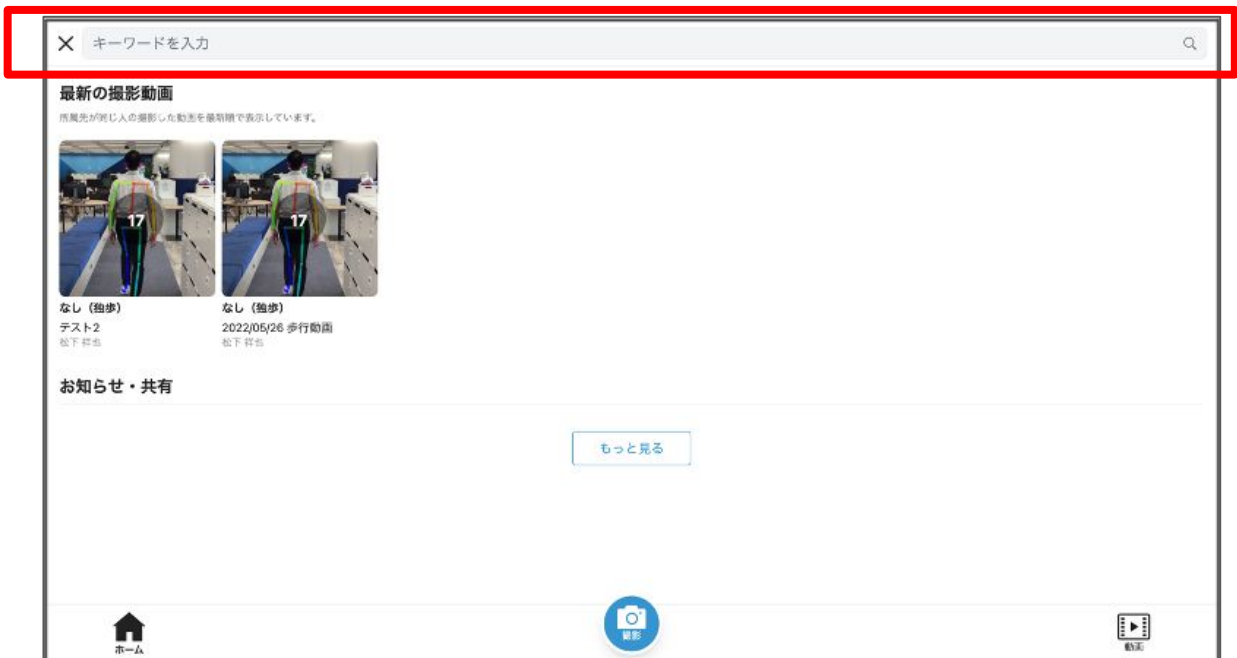 キーワードを入力
最新の撮影動画
所属先が同じ人の撮影した動画を最新順で表示しています。
17
17
なし（独歩）
なし（独歩）
テスト2
2022/05/26 歩行動画
松下 祥也
松下 祥也
お知らせ・共有
もっと見る
ホーム
撮影
動画